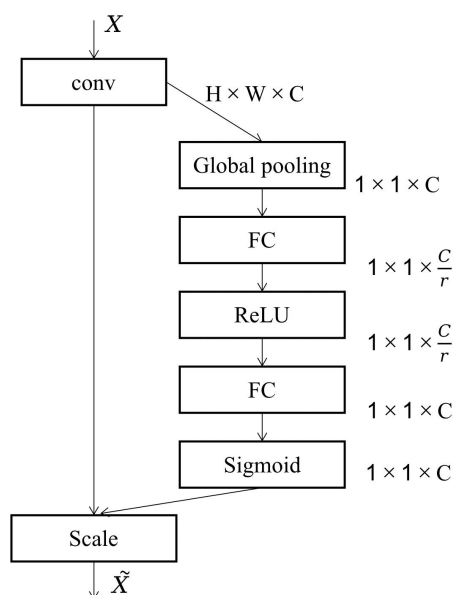 X
conv
H × W × C
Global pooling
1 × 1 × C
FC
1 × 1 × C/r
ReLU
1 × 1 × C/r
FC
1 × 1 × C
Sigmoid
1 × 1 × C
Scale
X̃